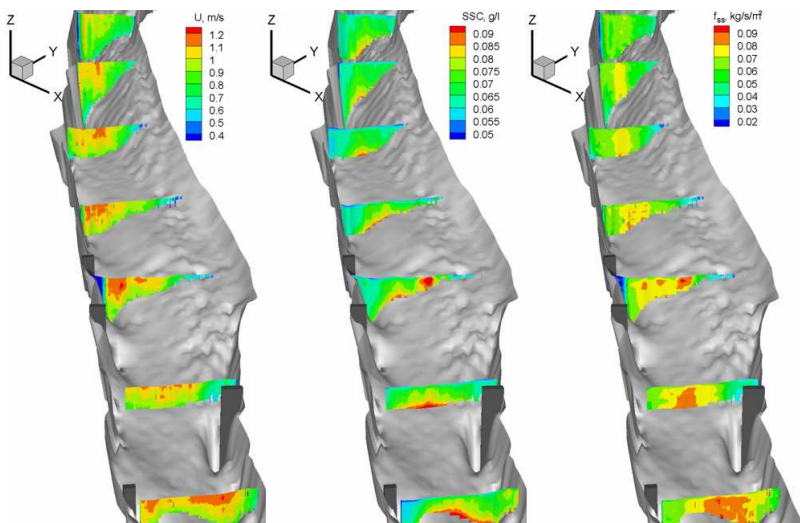 Z
Y
X
U, m/s
1.2
1.1
1
0.9
0.8
0.7
0.6
0.5
0.4
Z
Y
X
SSC, g/l
0.09
0.085
0.08
0.075
0.07
0.065
0.06
0.055
0.05
Z
Y
X
fss, kg/s/m²
0.09
0.08
0.07
0.06
0.05
0.04
0.03
0.02